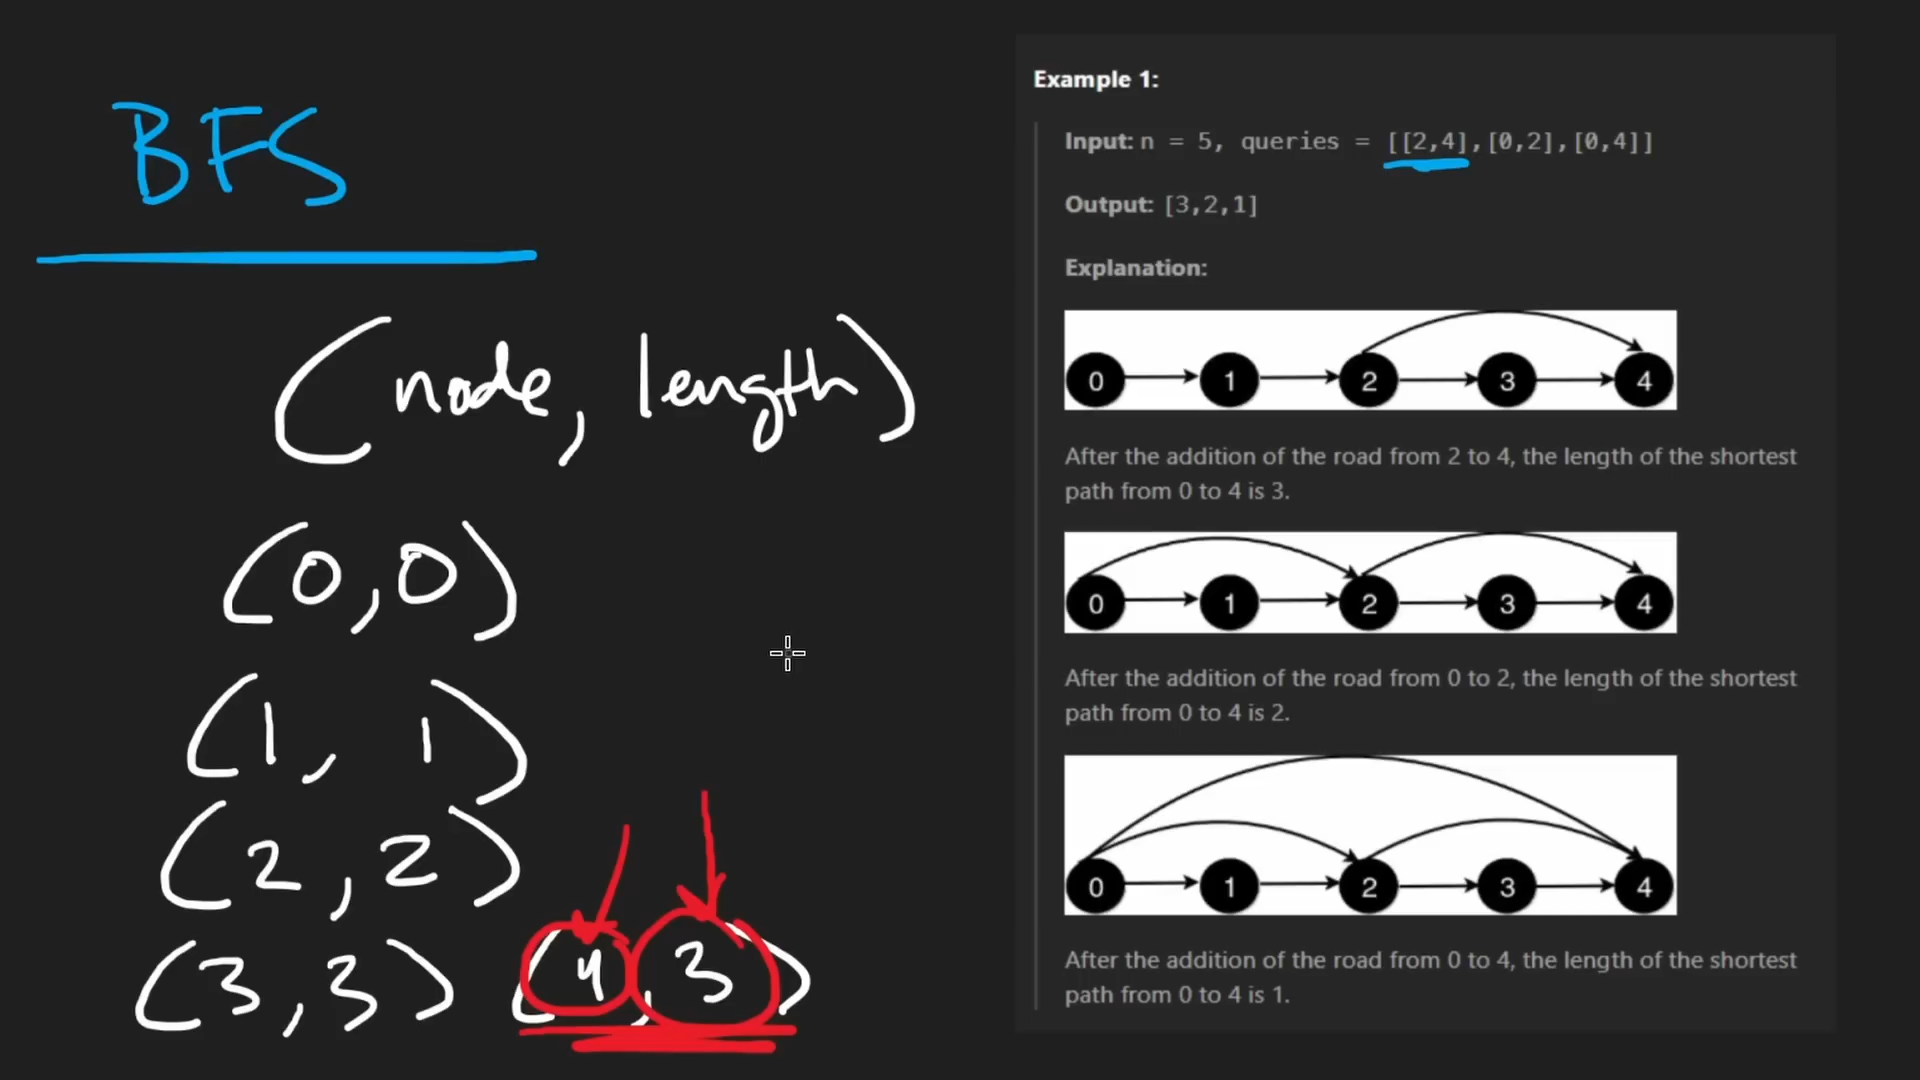 BFS
(node, length)
(0,0)
(1, 1)
(2,2)
(3,3) (4,3)
Example 1:
Input: n = 5, queries = [[2,4],[0,2],[0,4]]
Output: [3,2,1]
Explanation:
0 1 2 3 4
After the addition of the road from 2 to 4, the length of the shortest
path from 0 to 4 is 3.
0 1 2 3 4
After the addition of the road from 0 to 2, the length of the shortest
path from 0 to 4 is 2.
0 1 2 3 4
After the addition of the road from 0 to 4, the length of the shortest
path from 0 to 4 is 1.